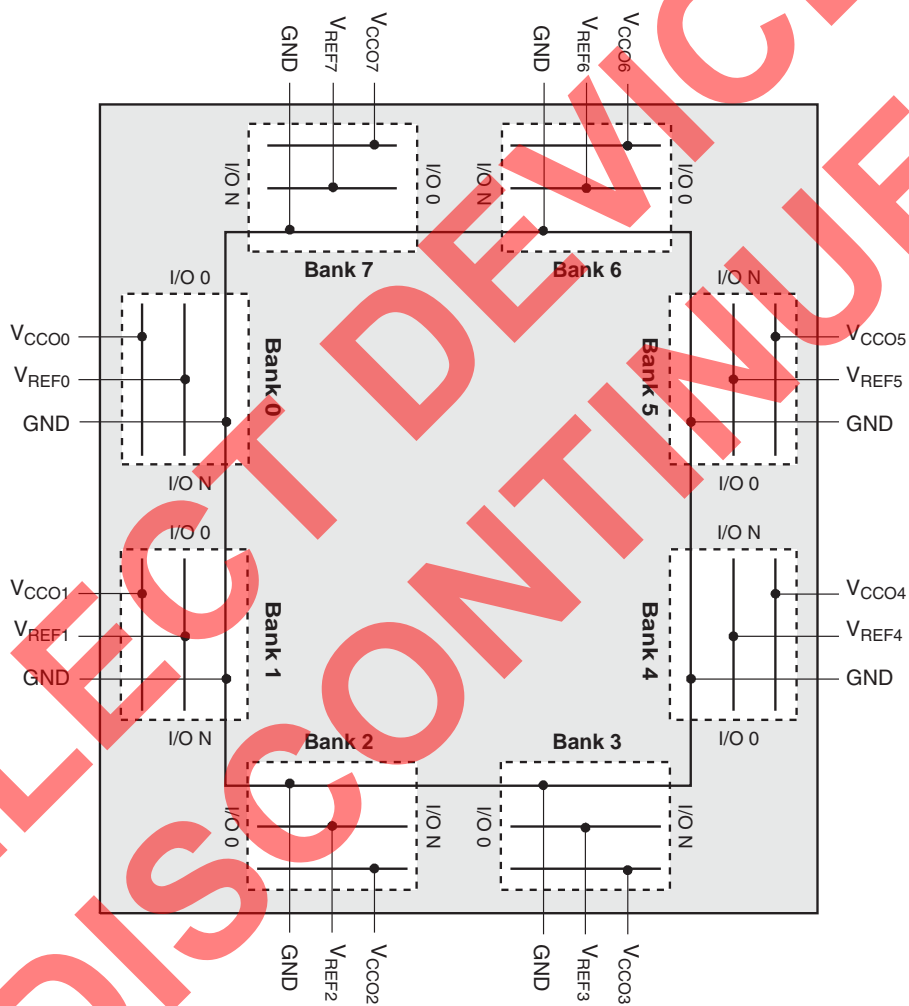 GND
VREF7
VCCO7
GND
VREF6
VCCO6
I/O N
I/O 0
I/O N
I/O 0
Bank 7
Bank 6
I/O 0
I/O N
VCCO0
VREF0
GND
Bank 0
Bank 5
VCCO5
VREF5
GND
I/O N
I/O 0
I/O 0
I/O N
VCCO1
VREF1
GND
Bank 1
Bank 4
VCCO4
VREF4
GND
I/O N
I/O 0
Bank 2
Bank 3
I/O 0
I/O N
I/O 0
I/O N
GND
VREF2
VCCO2
GND
VREF3
VCCO3
LECT DEVICE
DISCONTINUE